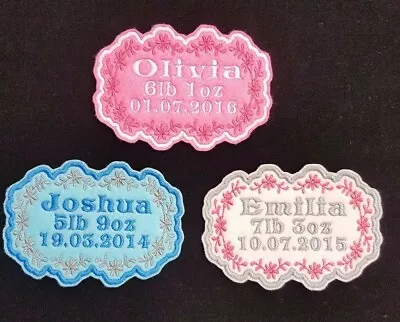 Olivia
6lb 1oz
01.07.2016
Joshua
5lb 9oz
19.03.2014
Emilia
7lb 3oz
10.07.2015